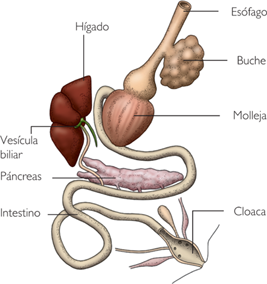 Esófago
Hígado
Buche
Molleja
Vesícula
biliar
Páncreas
Intestino
Cloaca